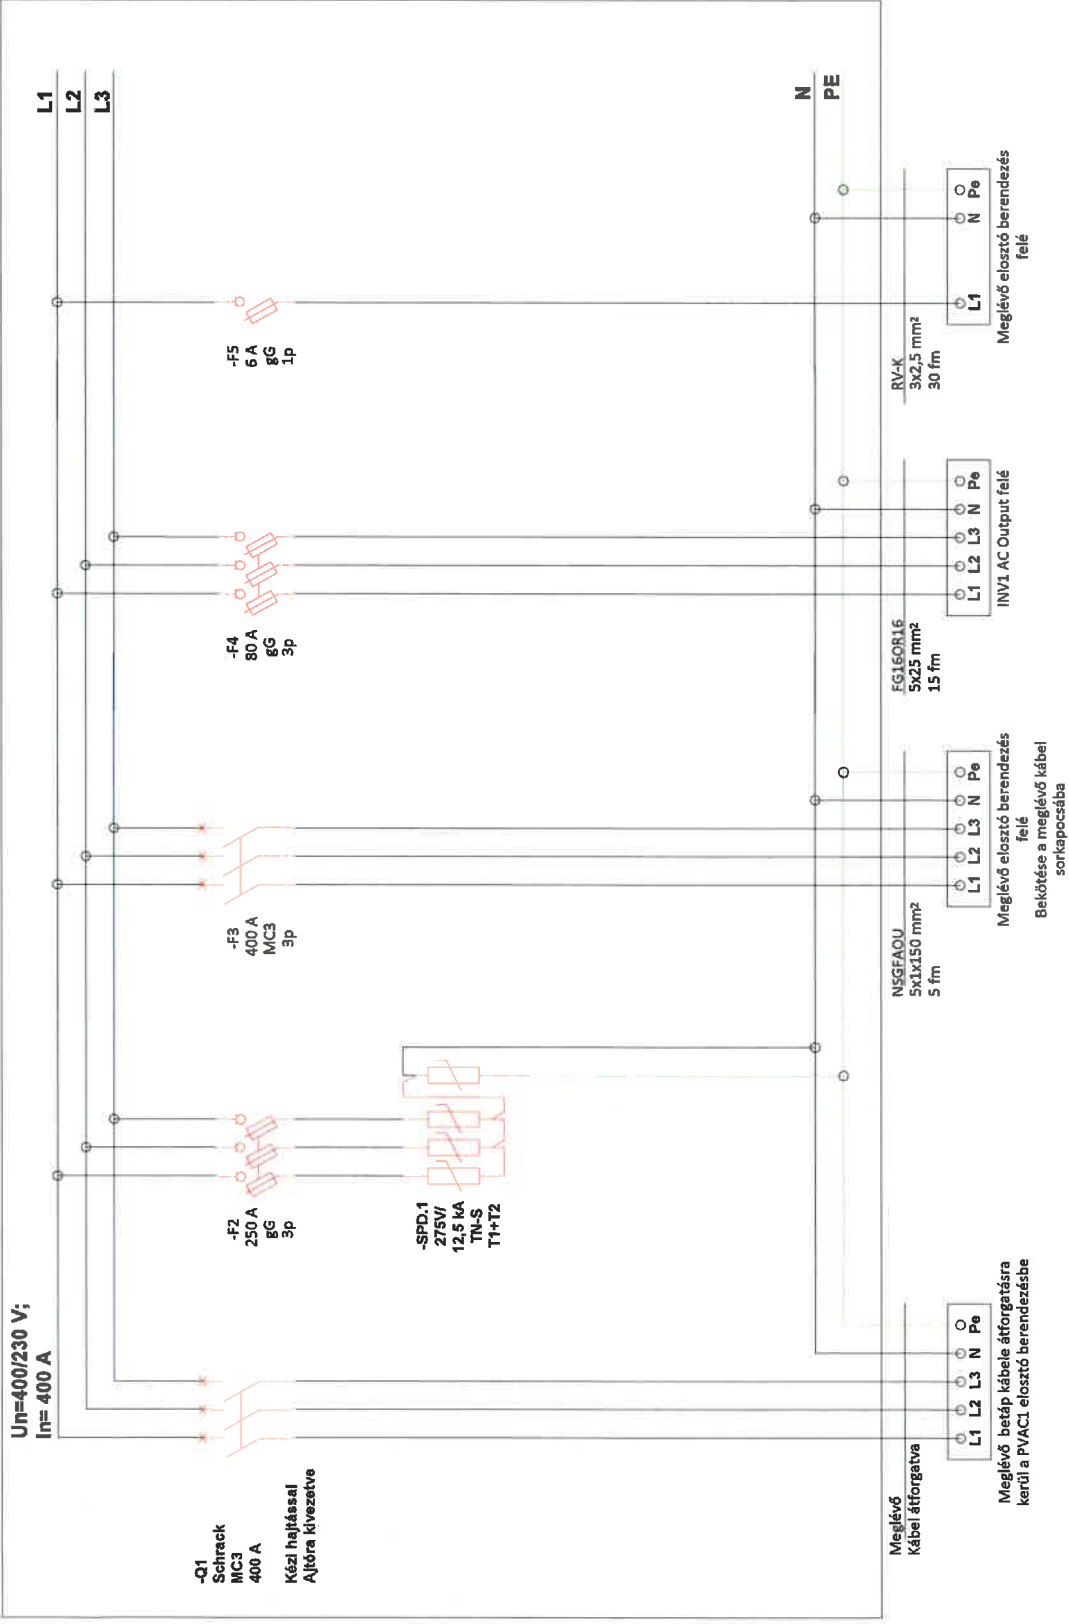 Un=400/230 V;
In= 400 A
L1
L2
L3
N
PE
-Q1
Schrack
MC3
400 A
Kézi hajtással
Ajtóra kivezetve
-F2
250 A
gG
3p
-SPD.1
275V/
12,5 kA
TN-S
T1+T2
-F3
400 A
MC3
3p
-F4
80 A
gG
3p
-F5
6 A
gG
1p
Meglévő
Kábel átforgatva
L1 L2 L3 N Pe
Meglévő betáp kábele átforgatásra
kerül a PVAC1 elosztó berendezésbe
NSGFAOU
5x1x150 mm²
5 fm
L1 L2 L3 N Pe
Meglévő elosztó berendezés
felé
Bekötése a meglévő kábel
sorkapocsába
FG16OR16
5x25 mm²
15 fm
L1 L2 L3 N Pe
INV1 AC Output felé
RV-K
3x2,5 mm²
30 fm
L1 N Pe
Meglévő elosztó berendezés
felé